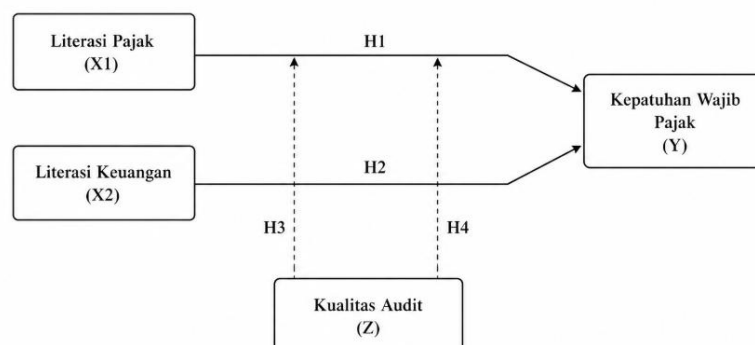 Literasi Pajak
(X1)
H1
Kepatuhan Wajib
Pajak
(Y)
Literasi Keuangan
(X2)
H2
H3
H4
Kualitas Audit
(Z)